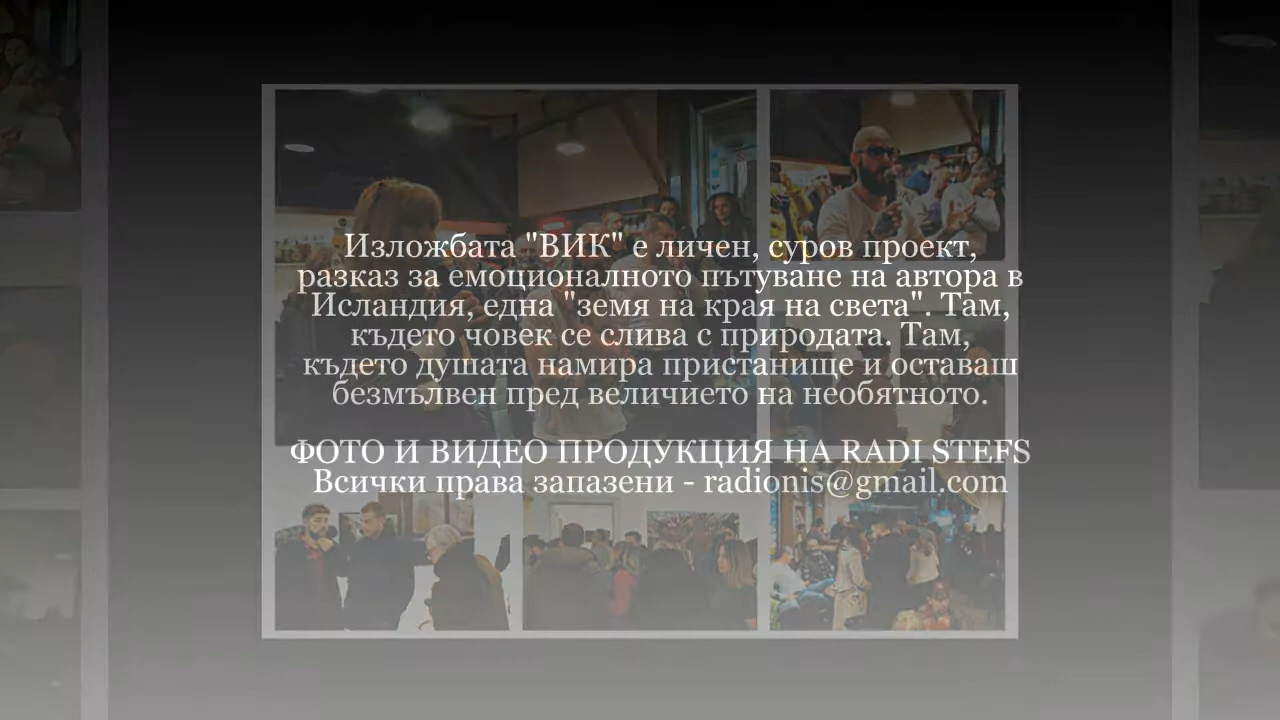 Изложбата "ВИК" е личен, суров проект,
разказ за емоционалното пътуване на автора в
Исландия, една "земя на края на света". Там,
където човек се слива с природата. Там,
където душата намира пристанище и оставаш
безмълвен пред величието на необятното.
ФОТО И ВИДЕО ПРОДУКЦИЯ НА RADI STEFS
Всички права запазени - radionis@gmail.com